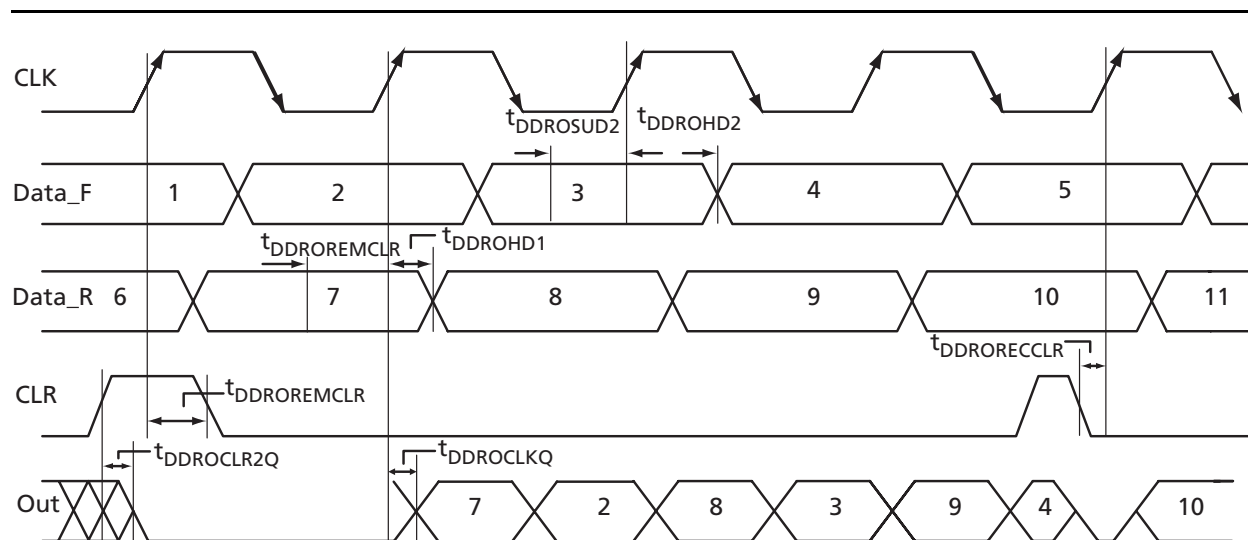 CLK
tDDROSUD2 tDDROHD2
Data_F 1 2 3 4 5
tDDROREMCLR tDDROHD1
Data_R 6 7 8 9 10 11
tDDRORECCLR
CLR tDDROREMCLR
tDDROCLR2Q tDDROCLKQ
Out 7 2 8 3 9 4 10